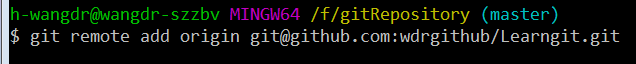 h-wangdr@wangdr-szzbv MINGW64 /f/gitRepository (master)
$ git remote add origin git@github.com:wdrgithub/Learngit.git